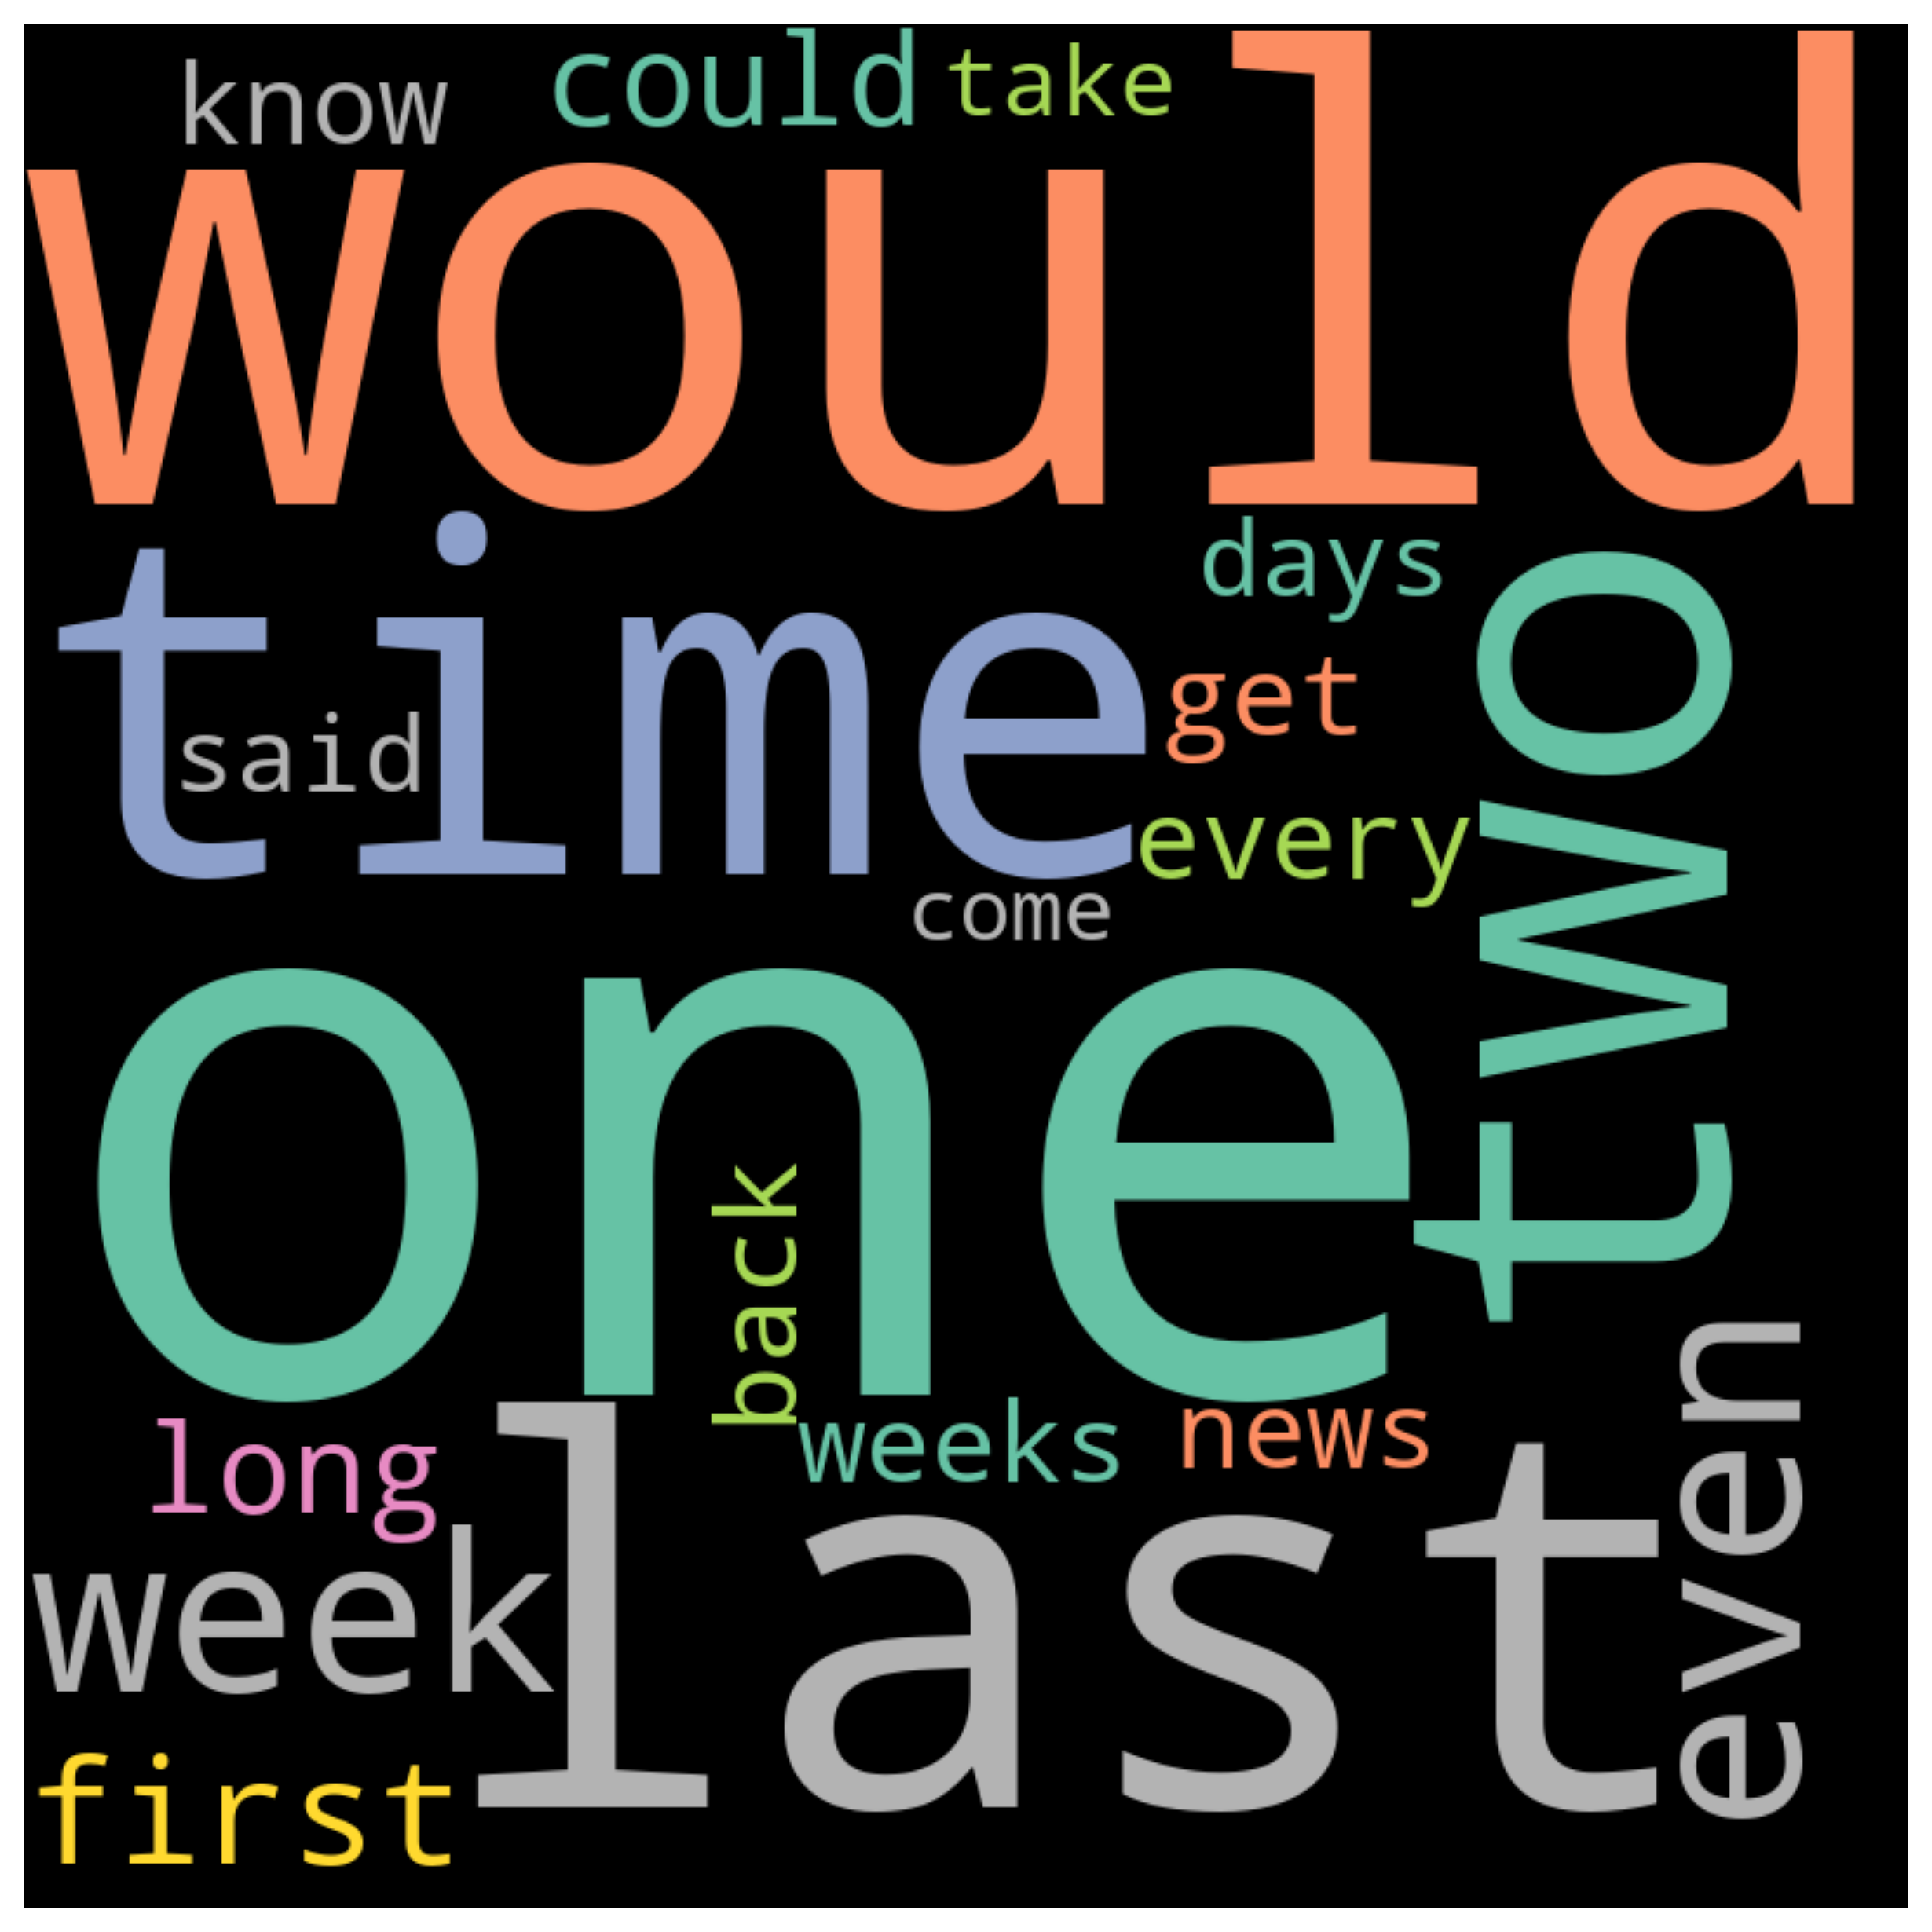 know
could
take
would
time
days
two
get
said
every
come
one
back
long
weeks
news
last
week
even
first